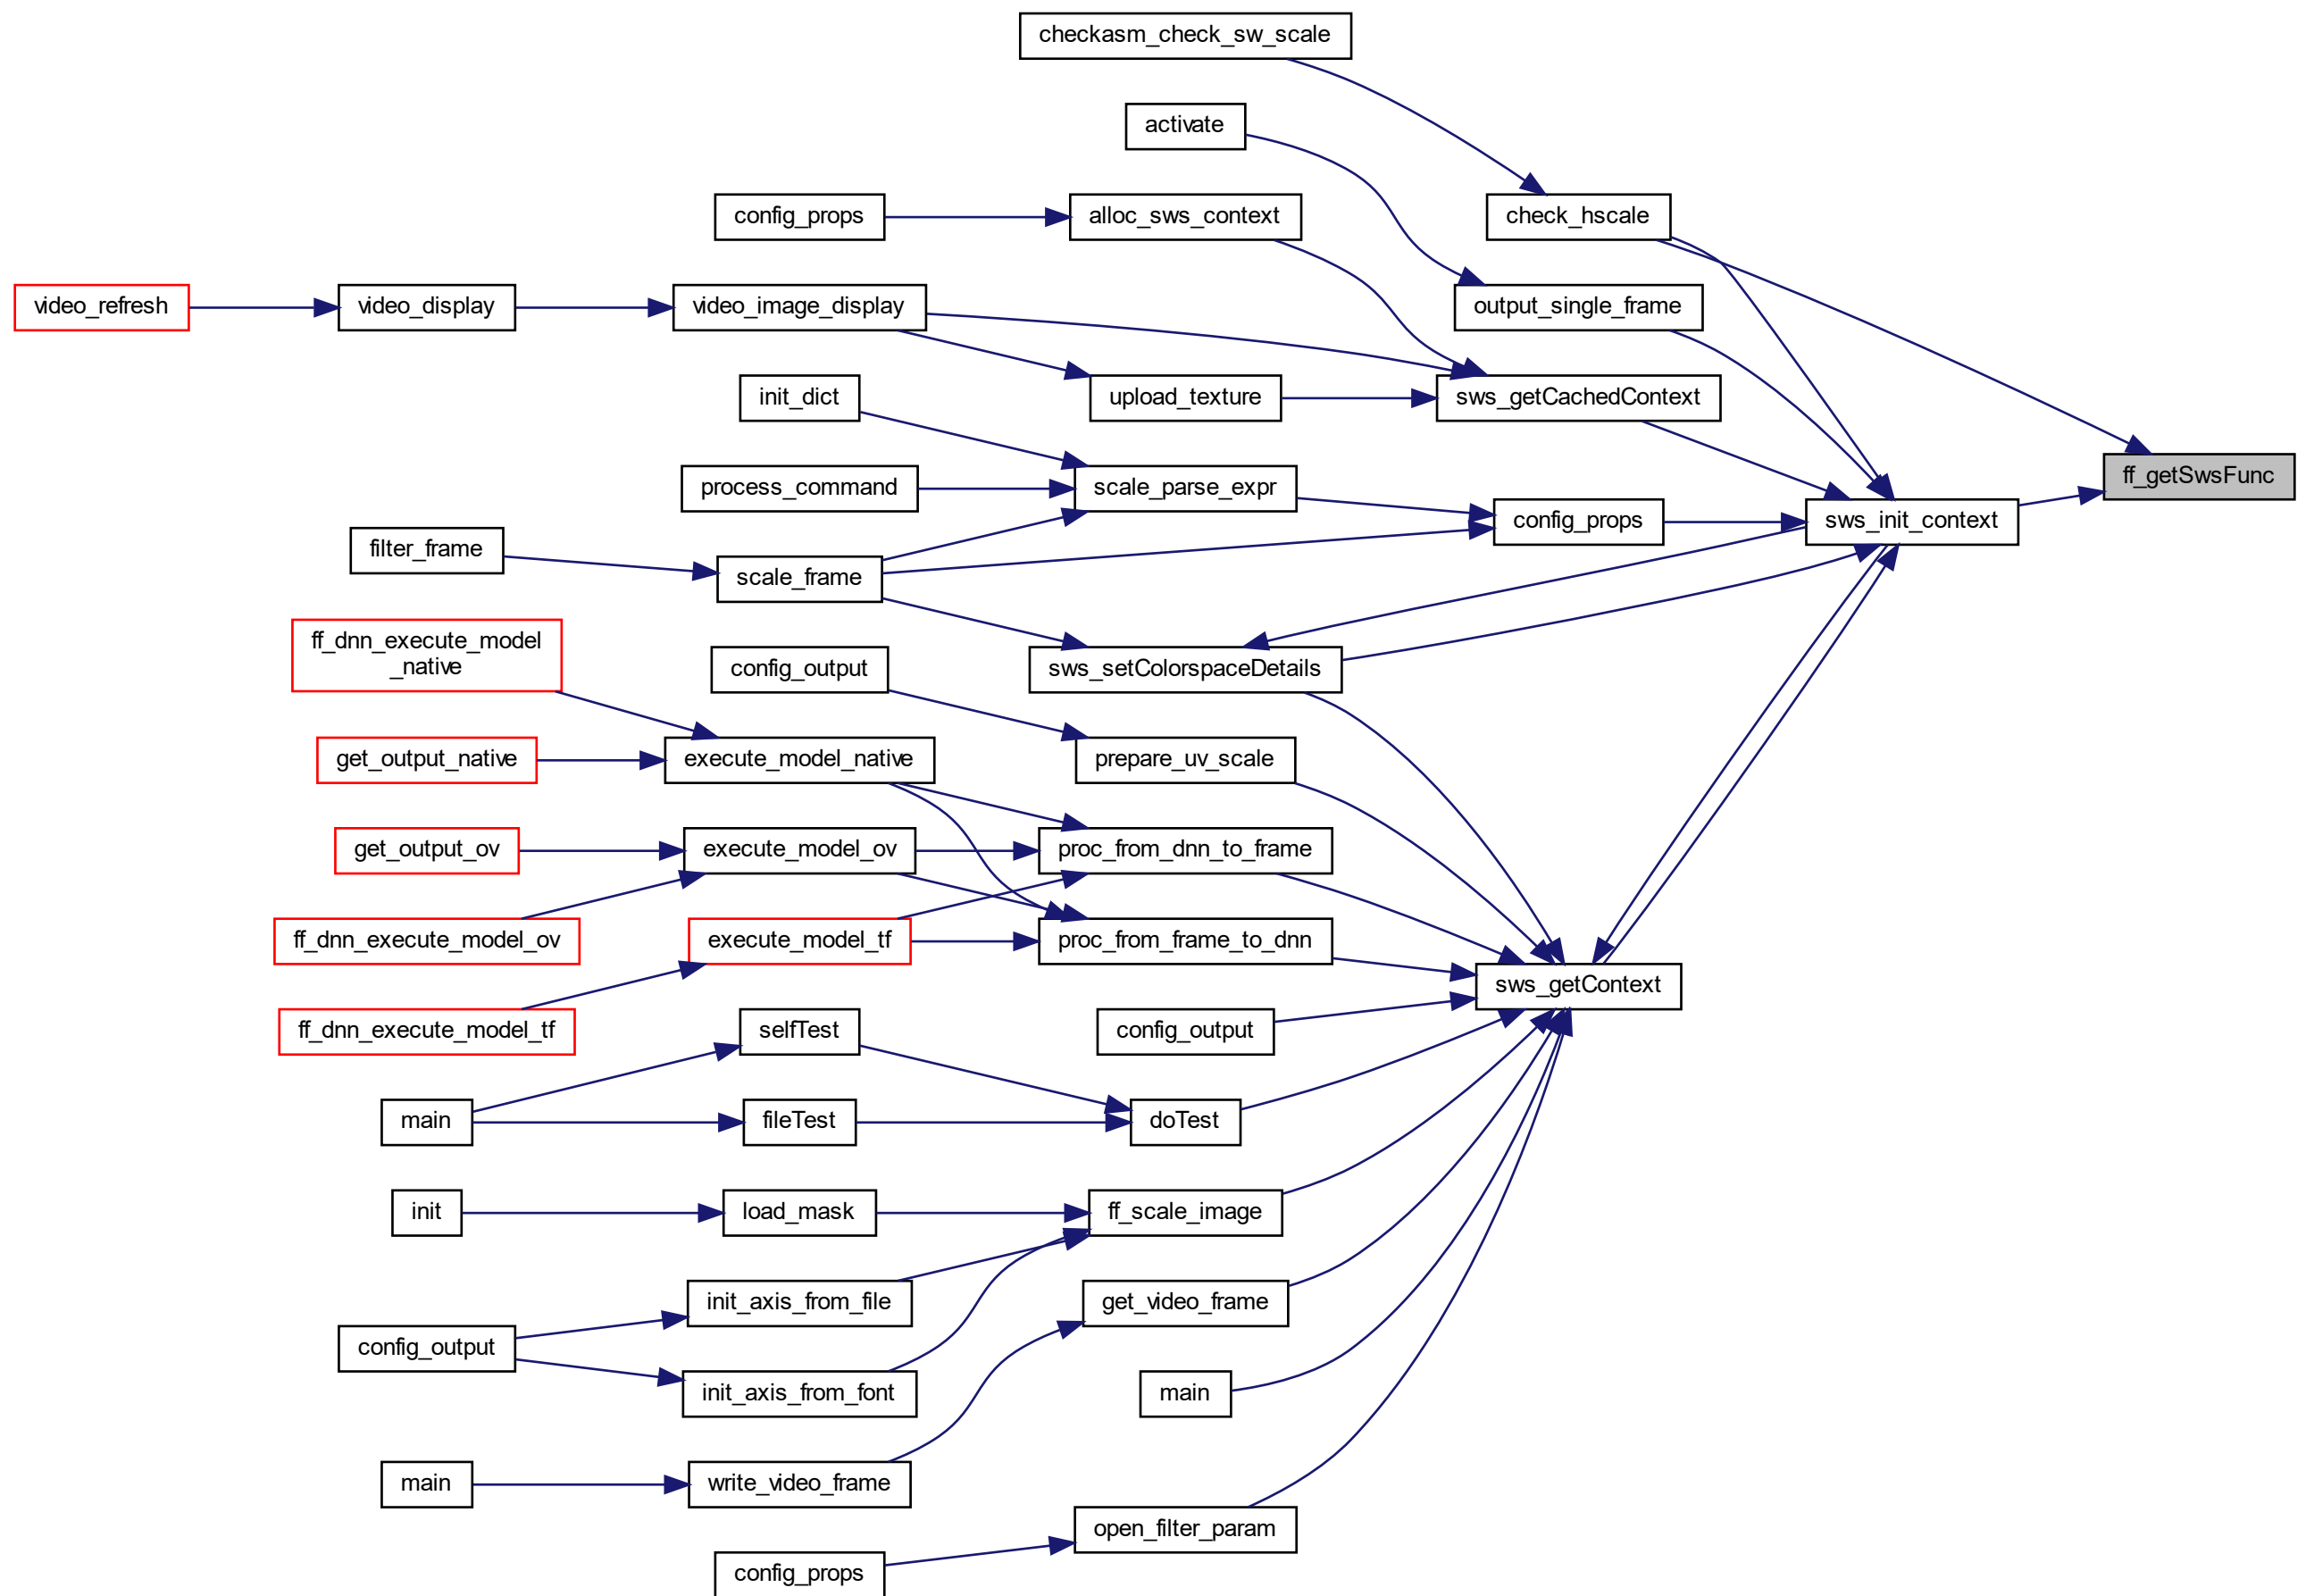 checkasm_check_sw_scale
activate
config_props
alloc_sws_context
check_hscale
video_refresh
video_display
video_image_display
output_single_frame
init_dict
upload_texture
sws_getCachedContext
ff_getSwsFunc
process_command
scale_parse_expr
config_props
sws_init_context
filter_frame
scale_frame
ff_dnn_execute_model
_native
config_output
sws_setColorspaceDetails
get_output_native
execute_model_native
prepare_uv_scale
get_output_ov
execute_model_ov
proc_from_dnn_to_frame
ff_dnn_execute_model_ov
execute_model_tf
proc_from_frame_to_dnn
sws_getContext
ff_dnn_execute_model_tf
selfTest
config_output
main
fileTest
doTest
init
load_mask
ff_scale_image
init_axis_from_file
get_video_frame
config_output
init_axis_from_font
main
main
write_video_frame
open_filter_param
config_props